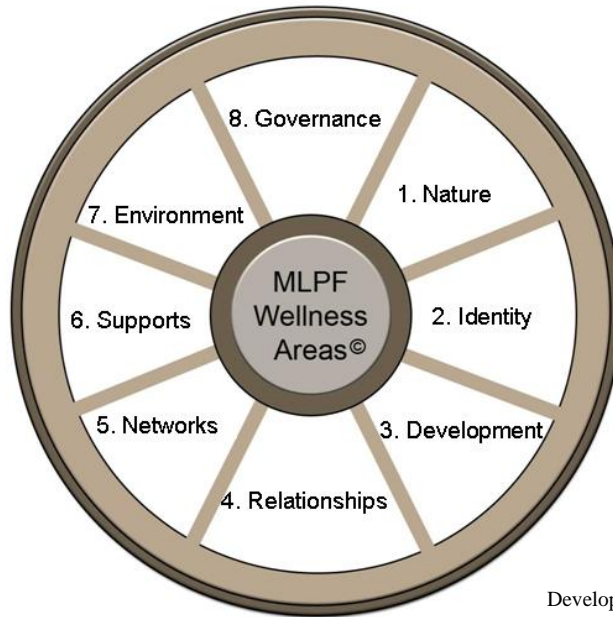 8. Governance
1. Nature
7. Environment
MLPF
Wellness
Areas©
6. Supports
2. Identity
5. Networks
3. Development
4. Relationships
Develop